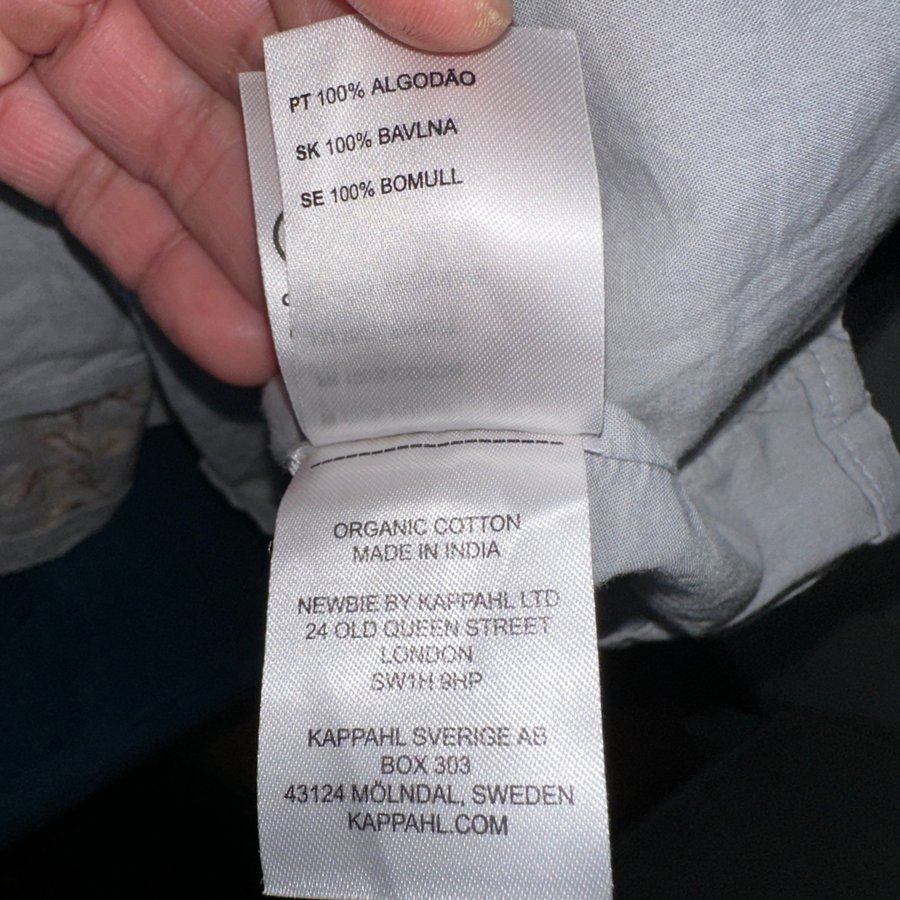 PT 100% ALGODÃO
SK 100% BAVLNA
SE 100% BOMULL
ORGANIC COTTON
MADE IN INDIA
NEWBIE BY KAPPAHL LTD
24 OLD QUEEN STREET
LONDON
SW1H 9HP
KAPPAHL SVERIGE AB
BOX 303
43124 MÖLNDAL, SWEDEN
KAPPAHL.COM